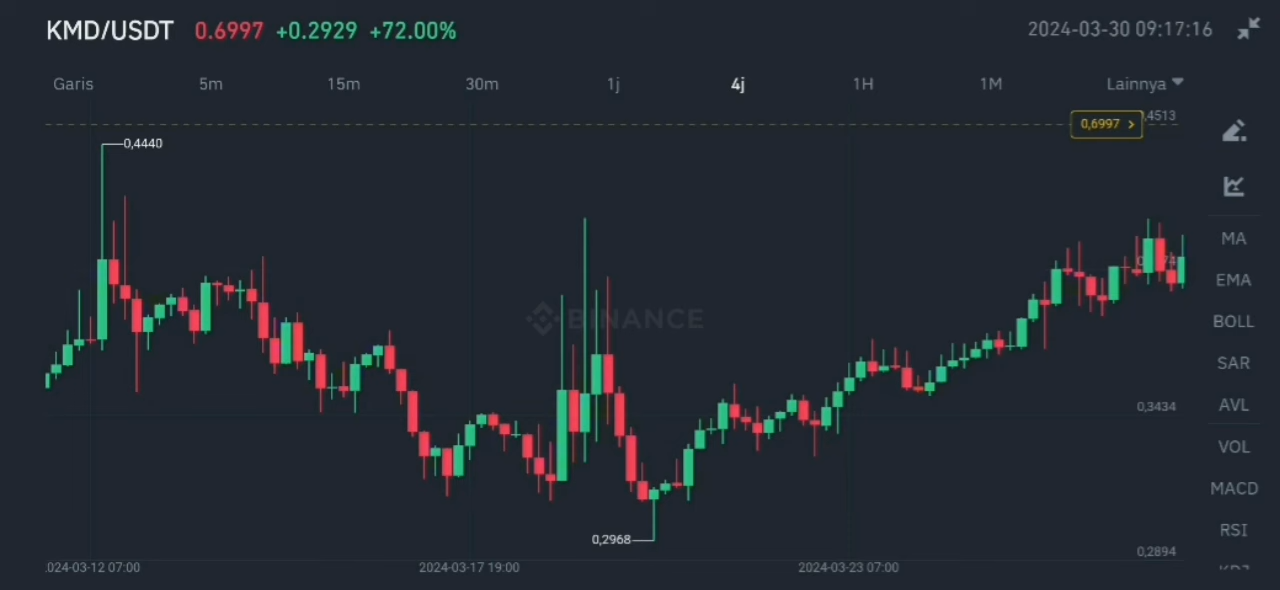 KMD/USDT 0.6997 +0.2929 +72.00% 2024-03-30 09:17:16
Garis 5m 15m 30m 1j 4j 1H 1M Lainnya
0,6997 >
,4513
0,4440
MA
EMA
BINANCE
BOLL
SAR
0,3434
AVL
VOL
MACD
RSI
0,2968
0,2894
024-03-12 07:00 2024-03-17 19:00 2024-03-23 07:00